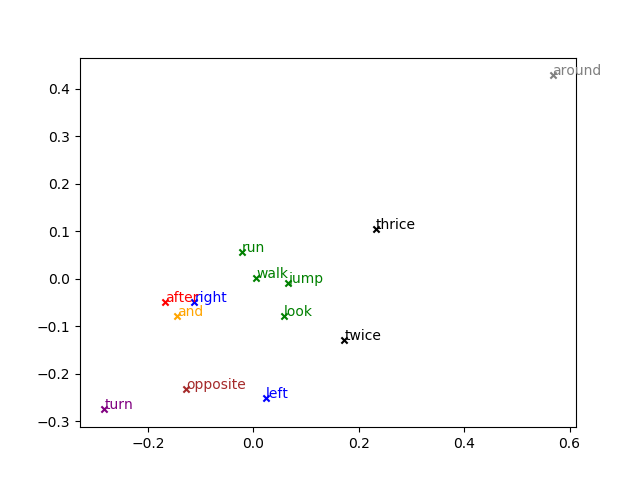 around
0.4
0.3
0.2
thrice
0.1
run
walk
jump
0.0
after
right
and
look
−0.1
twice
−0.2
opposite
left
turn
−0.3
−0.2
0.0
0.2
0.4
0.6